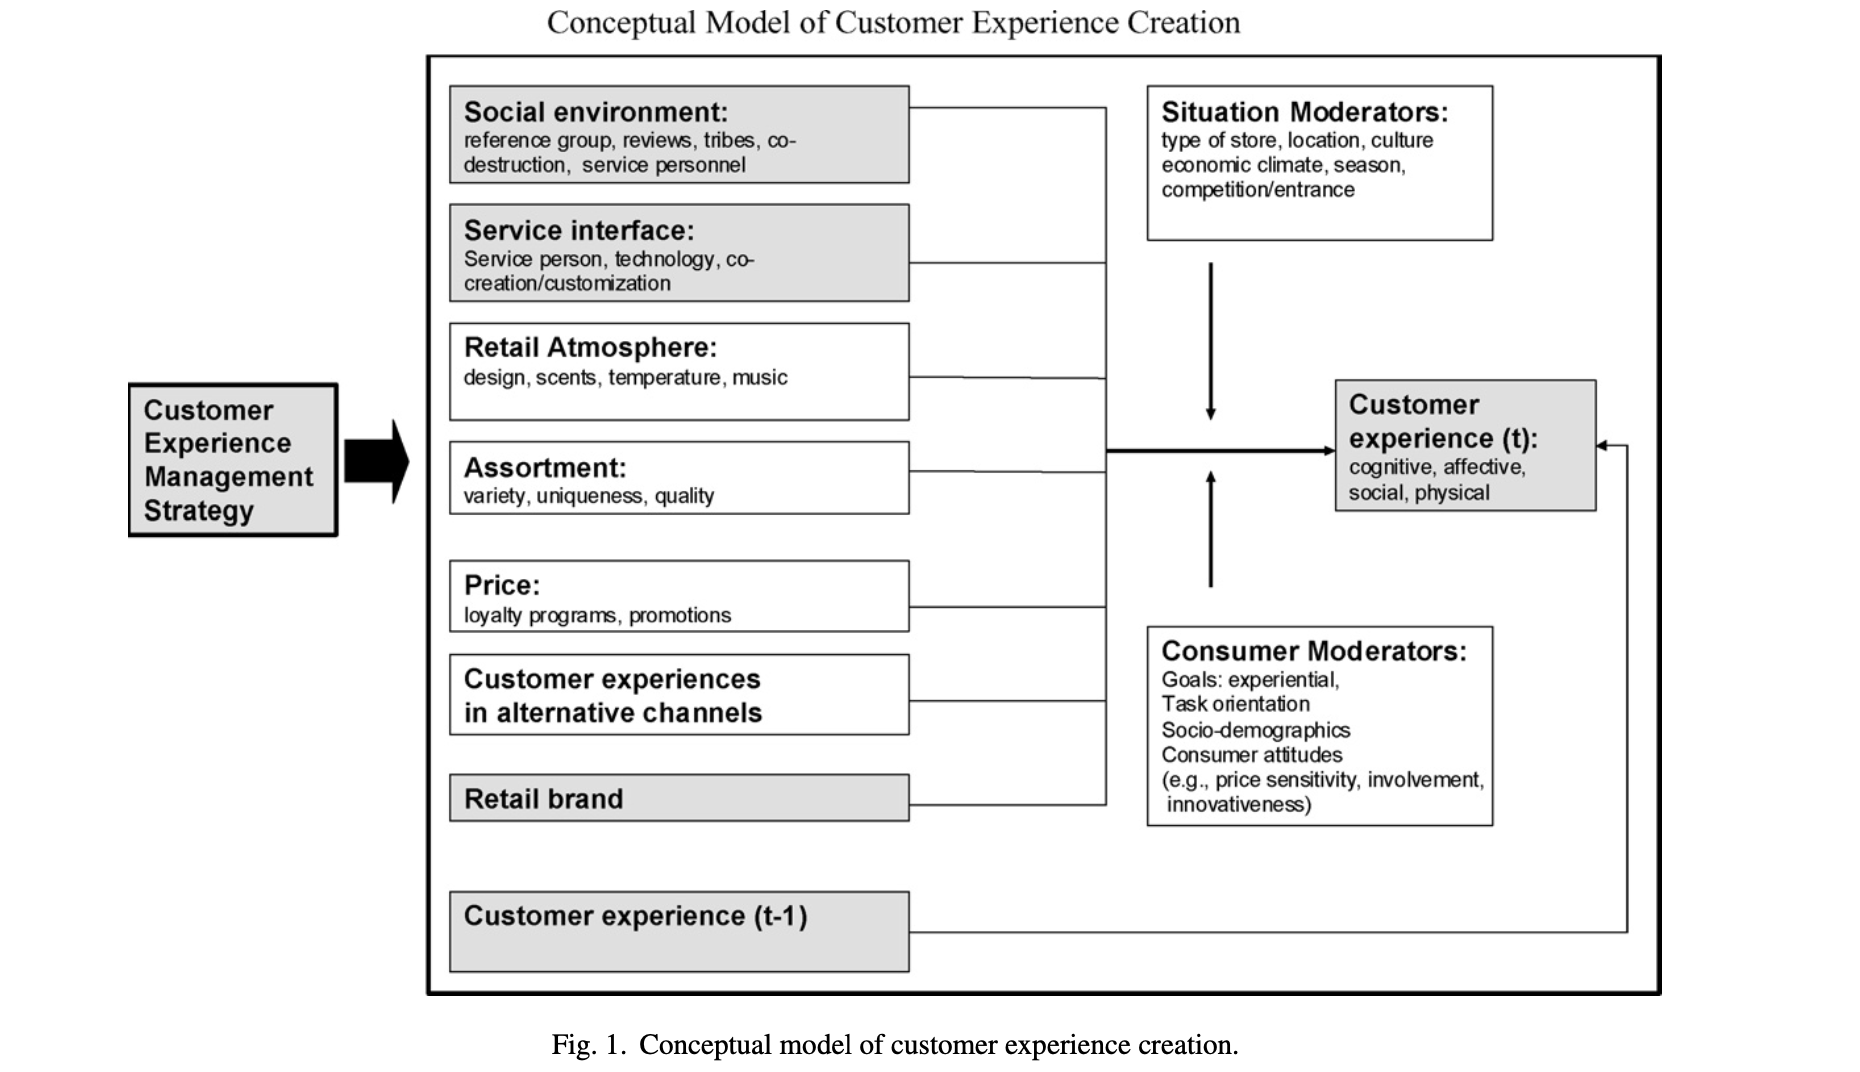 Conceptual Model of Customer Experience Creation
Customer
Experience
Management
Strategy
Social environment:
reference group, reviews, tribes, co-
destruction, service personnel
Service interface:
Service person, technology, co-
creation/customization
Retail Atmosphere:
design, scents, temperature, music
Assortment:
variety, uniqueness, quality
Price:
loyalty programs, promotions
Customer experiences
in alternative channels
Retail brand
Customer experience (t-1)
Situation Moderators:
type of store, location, culture
economic climate, season,
competition/entrance
Consumer Moderators:
Goals: experiential,
Task orientation
Socio-demographics
Consumer attitudes
(e.g., price sensitivity, involvement,
innovativeness)
Customer
experience (t):
cognitive, affective,
social, physical
Fig. 1. Conceptual model of customer experience creation.